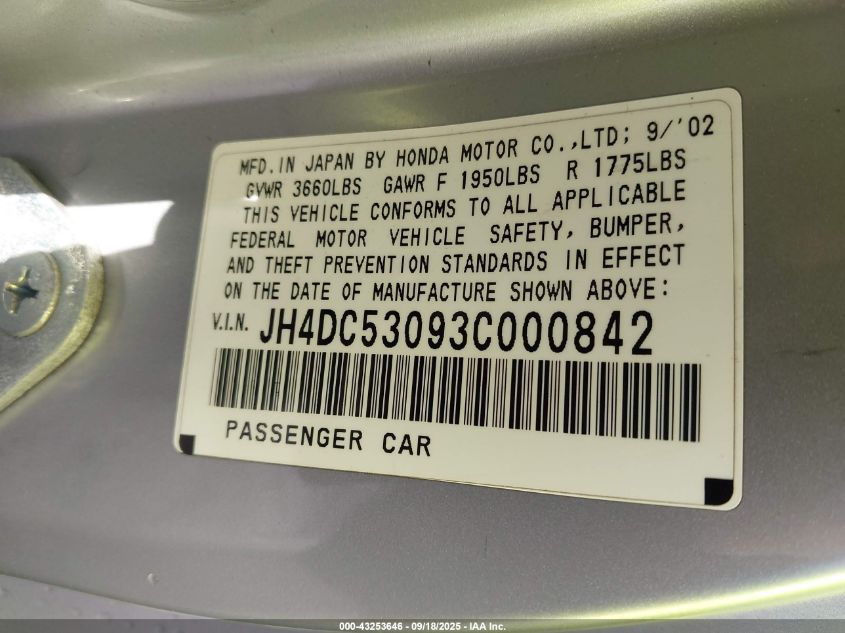 MFD.IN JAPAN BY HONDA MOTOR CO.,LTD; 9/'02
GVWR 3660LBS GAWR F 1950LBS R 1775LBS
THIS VEHICLE CONFORMS TO ALL APPLICABLE
FEDERAL MOTOR VEHICLE SAFETY, BUMPER,
AND THEFT PREVENTION STANDARDS IN EFFECT
ON THE DATE OF MANUFACTURE SHOWN ABOVE:
V.I.N. JH4DC53093C000842
PASSENGER CAR
000-43253646 - 09/18/2025 - IAA Inc.